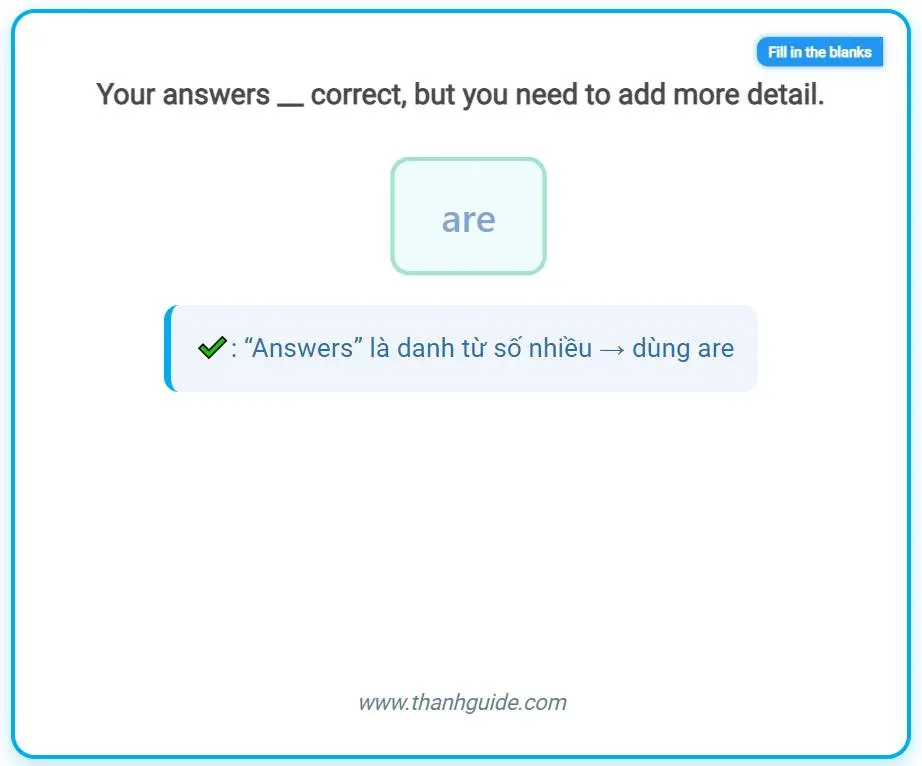 Fill in the blanks
Your answers __ correct, but you need to add more detail.
are
✔: “Answers” là danh từ số nhiều → dùng are
www.thanhguide.com